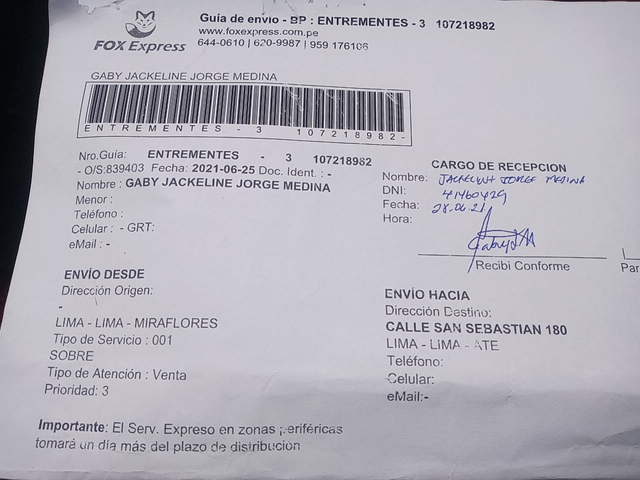 Guía de envío - BP : ENTREMENTES - 3 107218982
www.foxexpress.com.pe
644-0610 | 620-9987 | 959 176106
FOX Express
GABY JACKELINE JORGE MEDINA
ENTREMENTES - 3 107218982-
Nro.Guía: ENTREMENTES - 3 107218982
- O/S:839403 Fecha: 2021-06-25 Doc. Ident. : -
Nombre : GABY JACKELINE JORGE MEDINA
Menor :
Teléfono :
Celular : - GRT:
eMail : -
CARGO DE RECEPCION
Nombre: JORGE MEDINA
DNI: 41460429
Fecha: 28.06.21
Hora:
Recibi Conforme
Par
ENVÍO DESDE
Dirección Origen:
-
LIMA - LIMA - MIRAFLORES
Tipo de Servicio : 001
SOBRE
Tipo de Atención : Venta
Prioridad: 3
ENVÍO HACIA
Dirección Destino:
CALLE SAN SEBASTIAN 180
LIMA - LIMA - ATE
Teléfono:
Celular:
eMail:-
Importante: El Serv. Expreso en zonas periféricas
tomará un día más del plazo de distribución